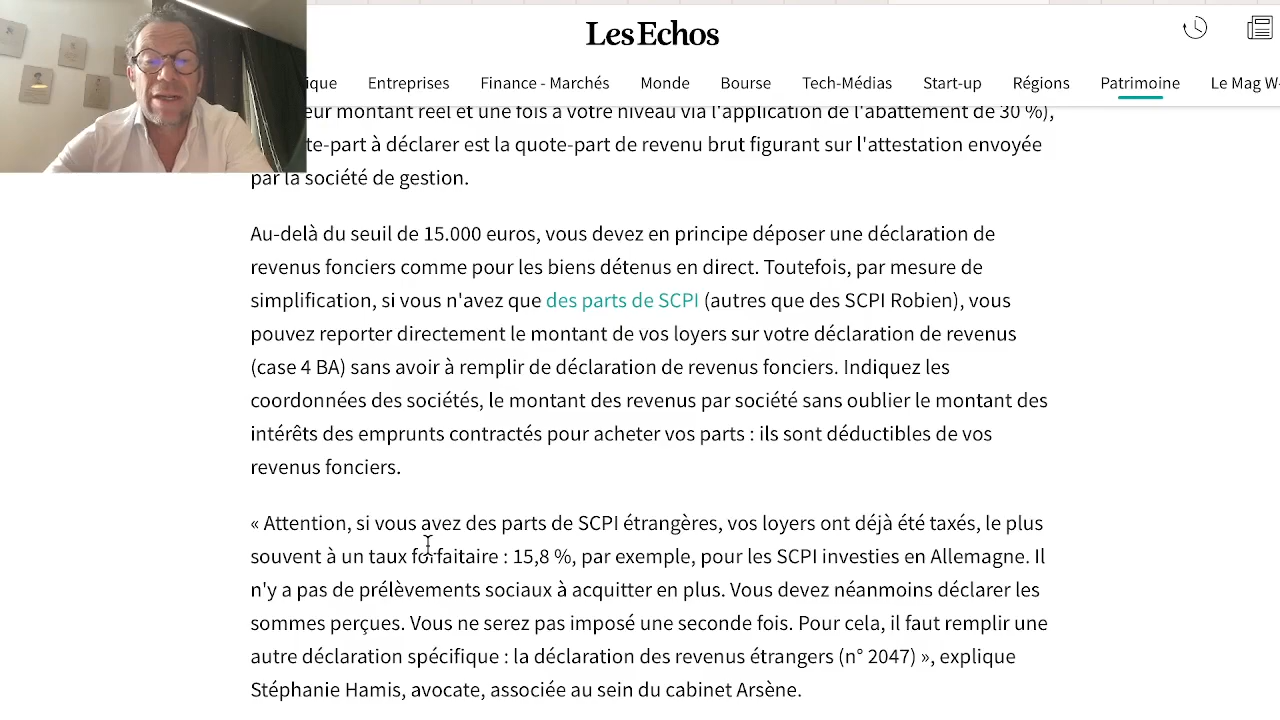 Les Echos
ique Entreprises Finance - Marchés Monde Bourse Tech-Médias Start-up Régions Patrimoine Le Mag W-
eur montant réel et une fois à votre niveau via l'application de l'abattement de 30 %),
te-part à déclarer est la quote-part de revenu brut figurant sur l'attestation envoyée
par la société de gestion.
Au-delà du seuil de 15.000 euros, vous devez en principe déposer une déclaration de
revenus fonciers comme pour les biens détenus en direct. Toutefois, par mesure de
simplification, si vous n'avez que des parts de SCPI (autres que des SCPI Robien), vous
pouvez reporter directement le montant de vos loyers sur votre déclaration de revenus
(case 4 BA) sans avoir à remplir de déclaration de revenus fonciers. Indiquez les
coordonnées des sociétés, le montant des revenus par société sans oublier le montant des
intérêts des emprunts contractés pour acheter vos parts : ils sont déductibles de vos
revenus fonciers.
« Attention, si vous avez des parts de SCPI étrangères, vos loyers ont déjà été taxés, le plus
souvent à un taux forfaitaire : 15,8 %, par exemple, pour les SCPI investies en Allemagne. Il
n'y a pas de prélèvements sociaux à acquitter en plus. Vous devez néanmoins déclarer les
sommes perçues. Vous ne serez pas imposé une seconde fois. Pour cela, il faut remplir une
autre déclaration spécifique : la déclaration des revenus étrangers (n° 2047) », explique
Stéphanie Hamis, avocate, associée au sein du cabinet Arsène.